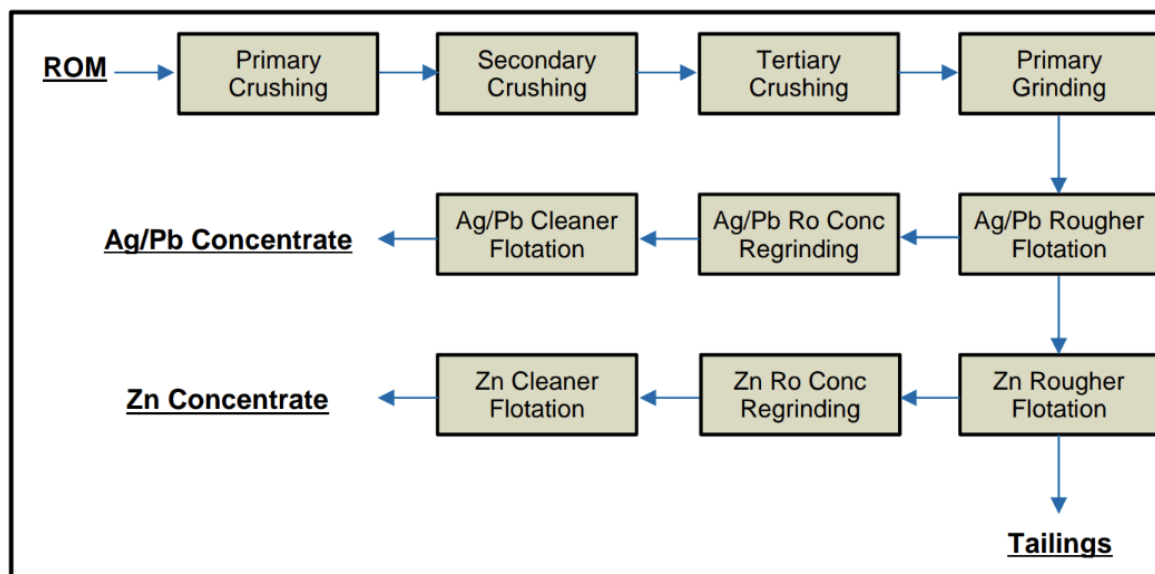 ROM
Primary
Crushing
Secondary
Crushing
Tertiary
Crushing
Primary
Grinding
Ag/Pb Concentrate
Ag/Pb Cleaner
Flotation
Ag/Pb Ro Conc
Regrinding
Ag/Pb Rougher
Flotation
Zn Concentrate
Zn Cleaner
Flotation
Zn Ro Conc
Regrinding
Zn Rougher
Flotation
Tailings